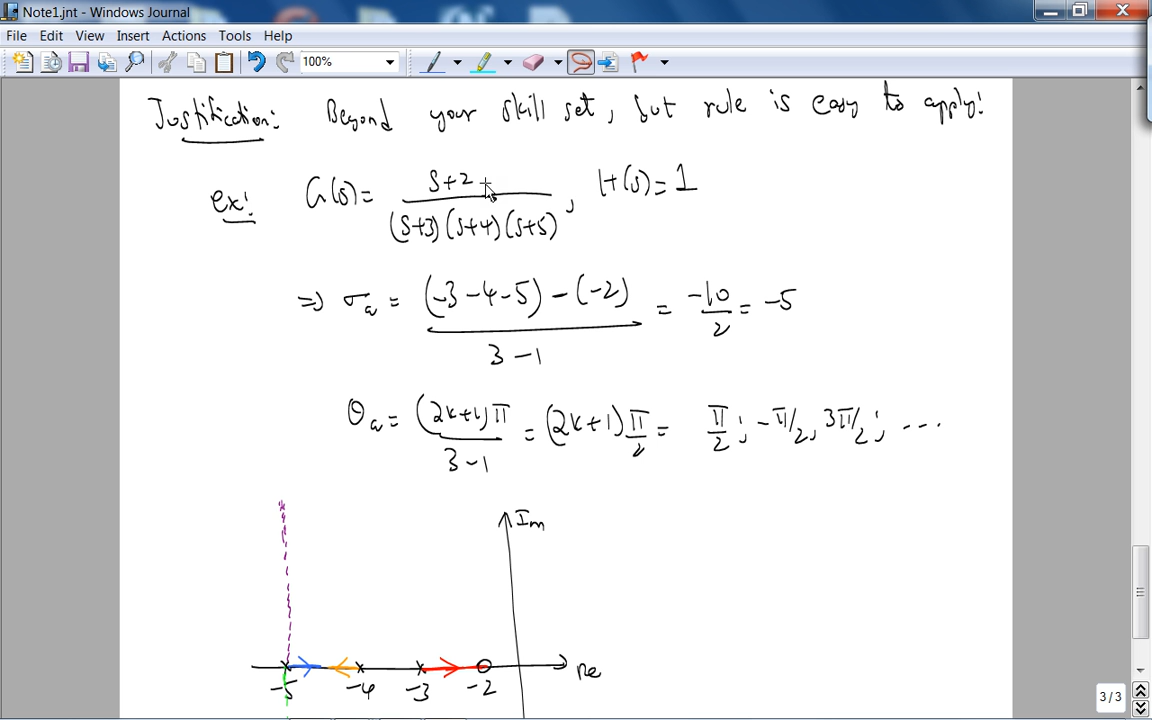 Note1.jnt - Windows Journal
File Edit View Insert Actions Tools Help
100%
Justification: Beyond your skill set, but rule is easy to apply!
ex: G(s) = s+2 / (s+3)(s+4)(s+5) , H(s) = 1
⇒ σa = (-3-4-5) - (-2) / 3-1 = -10/2 = -5
θa = (2k+1)π / 3-1 = (2k+1) π/2 = π/2, -π/2, 3π/2, ...
Im
Re
-5 -4 -3 -2
3 / 3